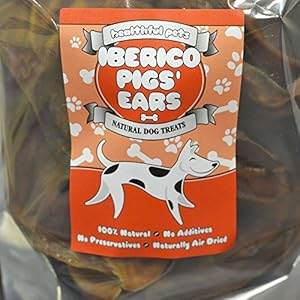 healthful pets
IBERICO
PIGS'
EARS
NATURAL DOG TREATS
100% Natural • No Additives
No Preservatives • Naturally Air Dried